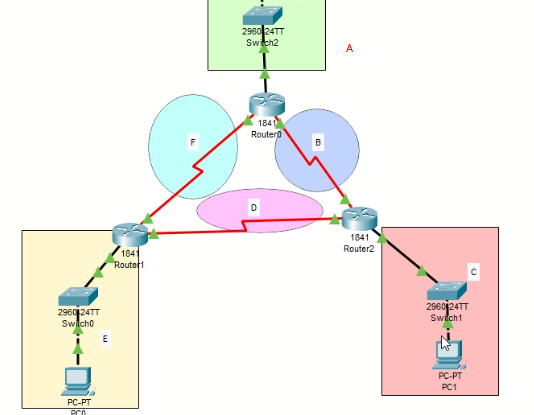 2960-24TT
Switch2
A
1841
Router0
F
B
D
1841
Router1
1841
Router2
C
2960-24TT
Switch0
2960-24TT
Switch1
E
PC-PT
PC1
PC-PT
PC0